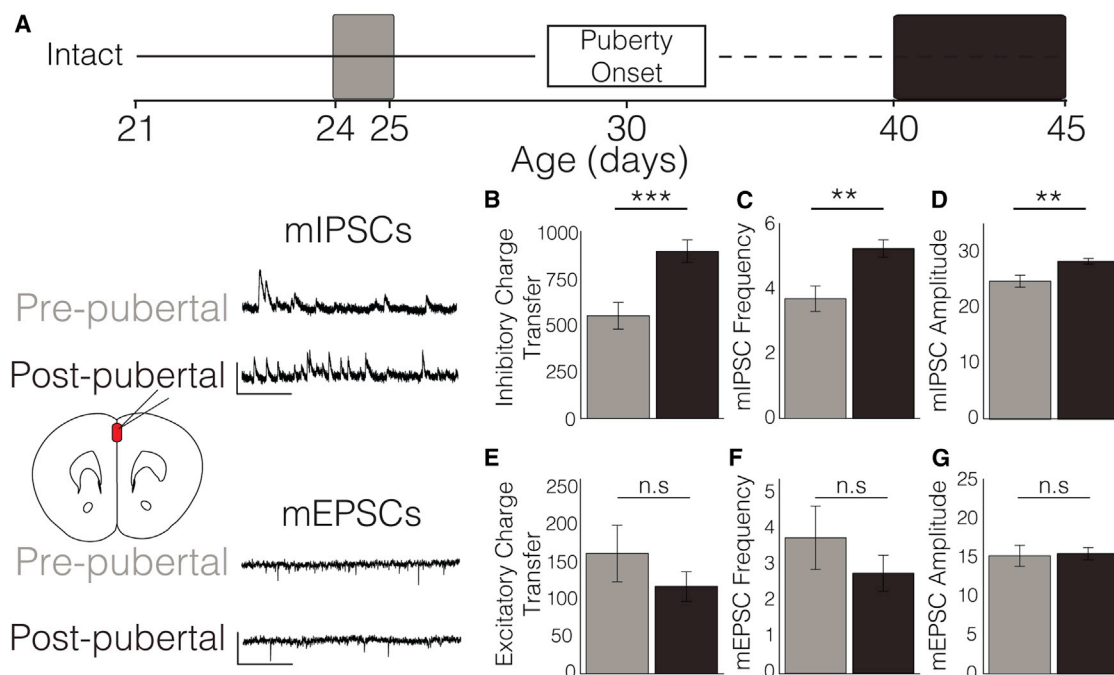 A
Intact
Puberty
Onset
21
24
25
30
40
45
Age (days)
mIPSCs
Pre-pubertal
Post-pubertal
mEPSCs
Pre-pubertal
Post-pubertal
B
***
Inhibitory Charge
Transfer
1000
750
500
250
0
C
**
mIPSC Frequency
6
4
2
0
D
**
mIPSC Amplitude
30
20
10
0
E
n.s
Excitatory Charge
Transfer
250
200
150
100
50
0
F
n.s
mEPSC Frequency
5
4
3
2
1
0
G
n.s
mEPSC Amplitude
25
20
15
10
5
0